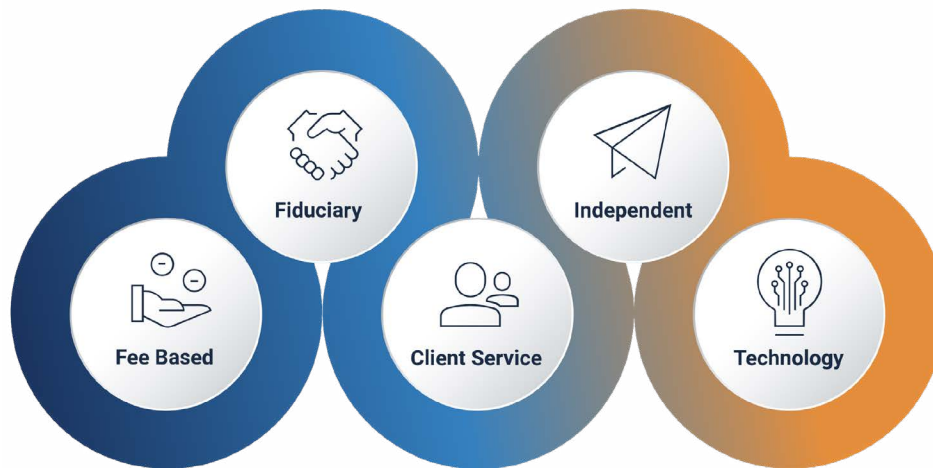 Fee Based
Fiduciary
Client Service
Independent
Technology